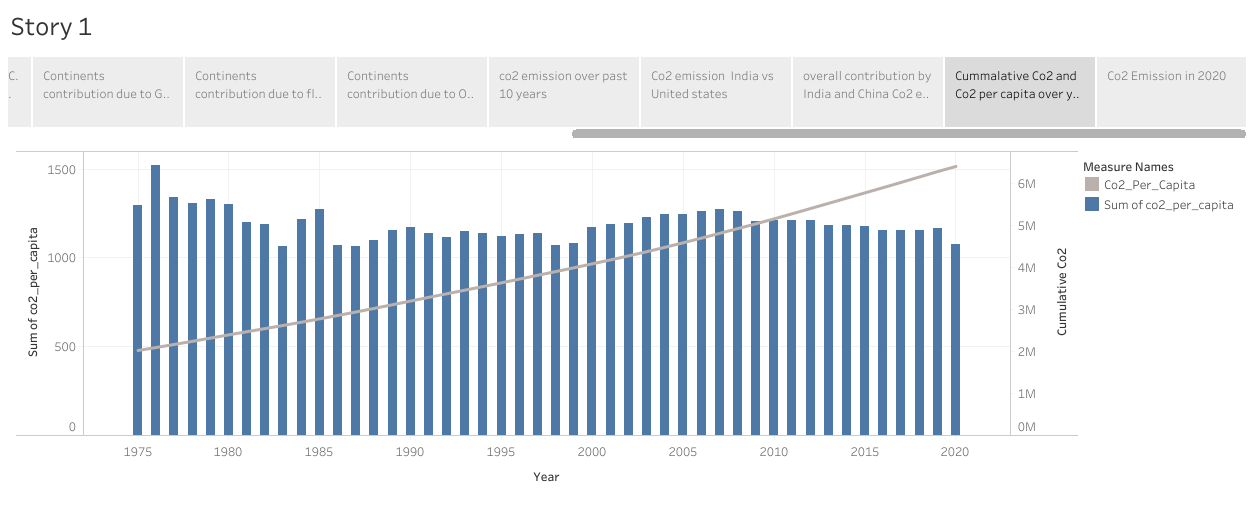 Story 1
C.
.
Continents
contribution due to G..
Continents
contribution due to fl..
Continents
contribution due to O..
co2 emission over past
10 years
Co2 emission  India vs
United states
overall contribution by
India and China Co2 e..
Cummalative Co2 and
Co2 per capita over y..
Co2 Emission in 2020
1500
1000
500
0
Sum of co2_per_capita
6M
5M
4M
3M
2M
1M
0M
Cumulative Co2
1975
1980
1985
1990
1995
2000
2005
2010
2015
2020
Year
Measure Names
Co2_Per_Capita
Sum of co2_per_capita